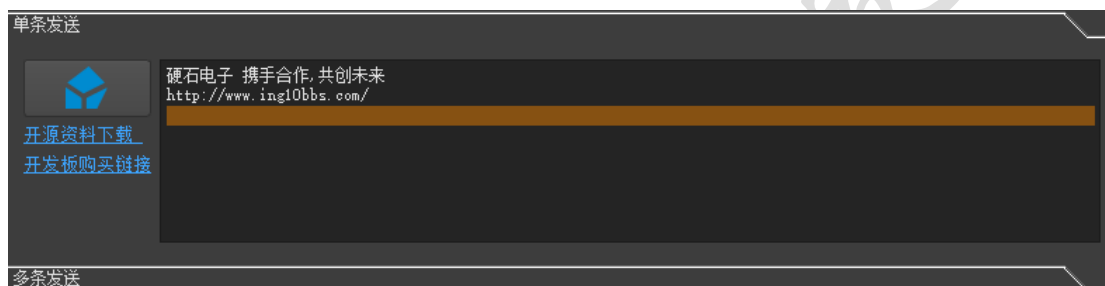 单条发送
硬石电子 携手合作,共创未来
http://www.ing10bbs.com/
开源资料下载
开发板购买链接
多条发送